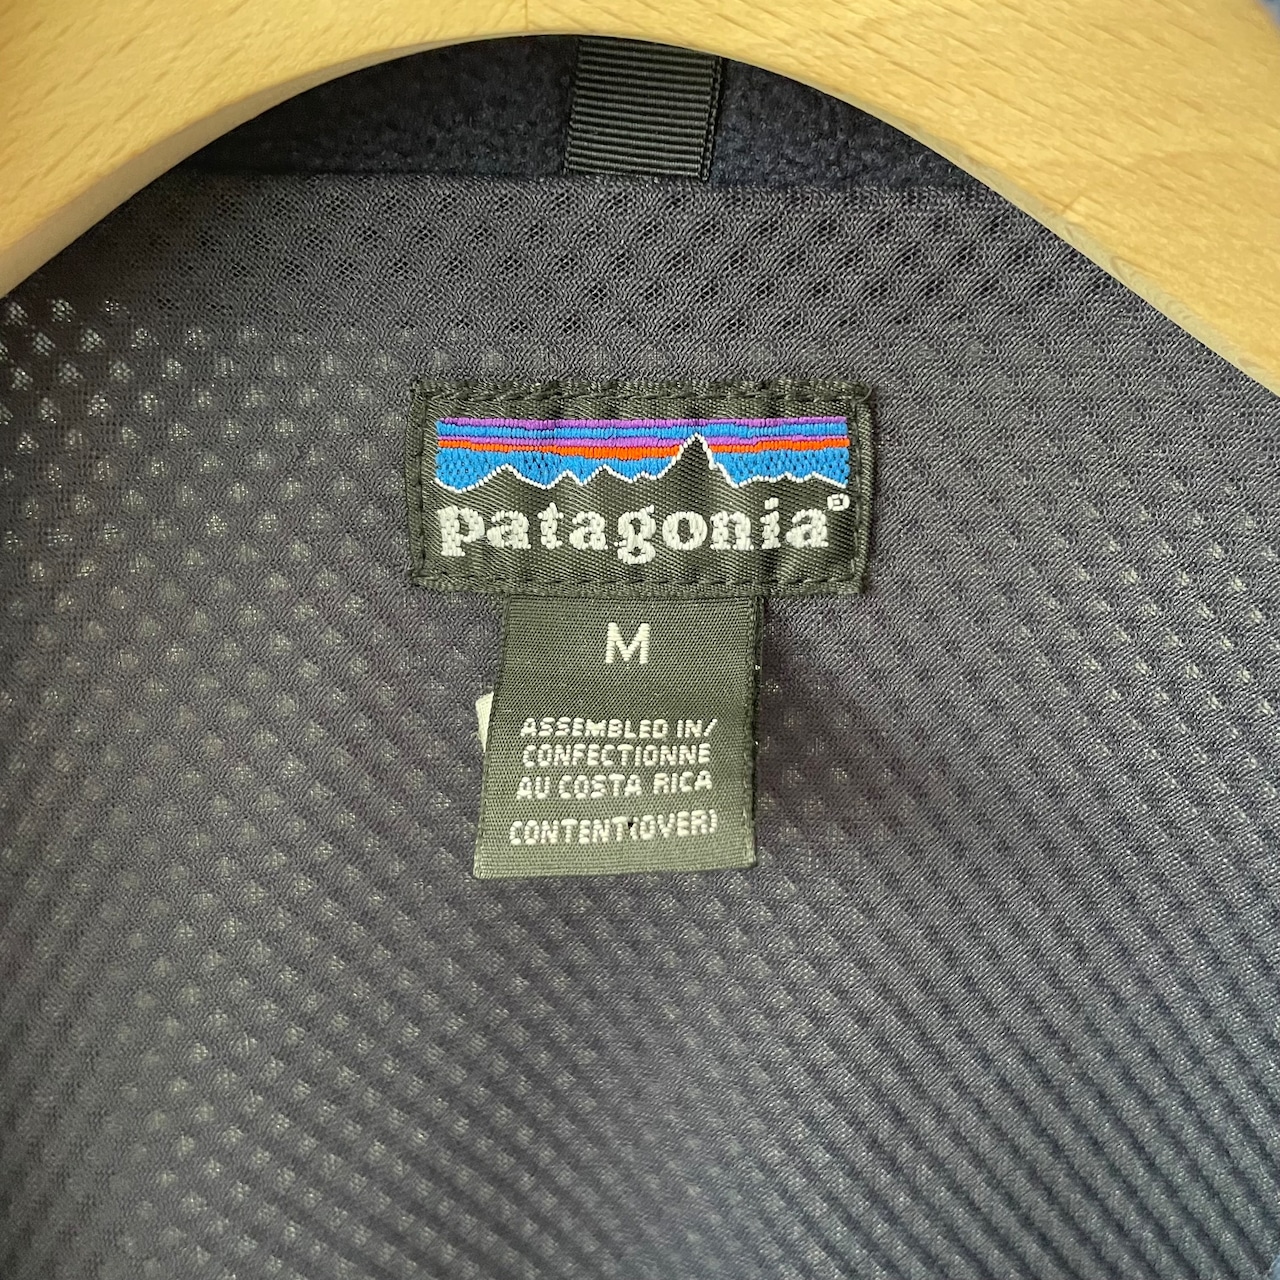 patagonia®
M
ASSEMBLED IN/
CONFECTIONNE
AU COSTA RICA
CONTENT(OVER)